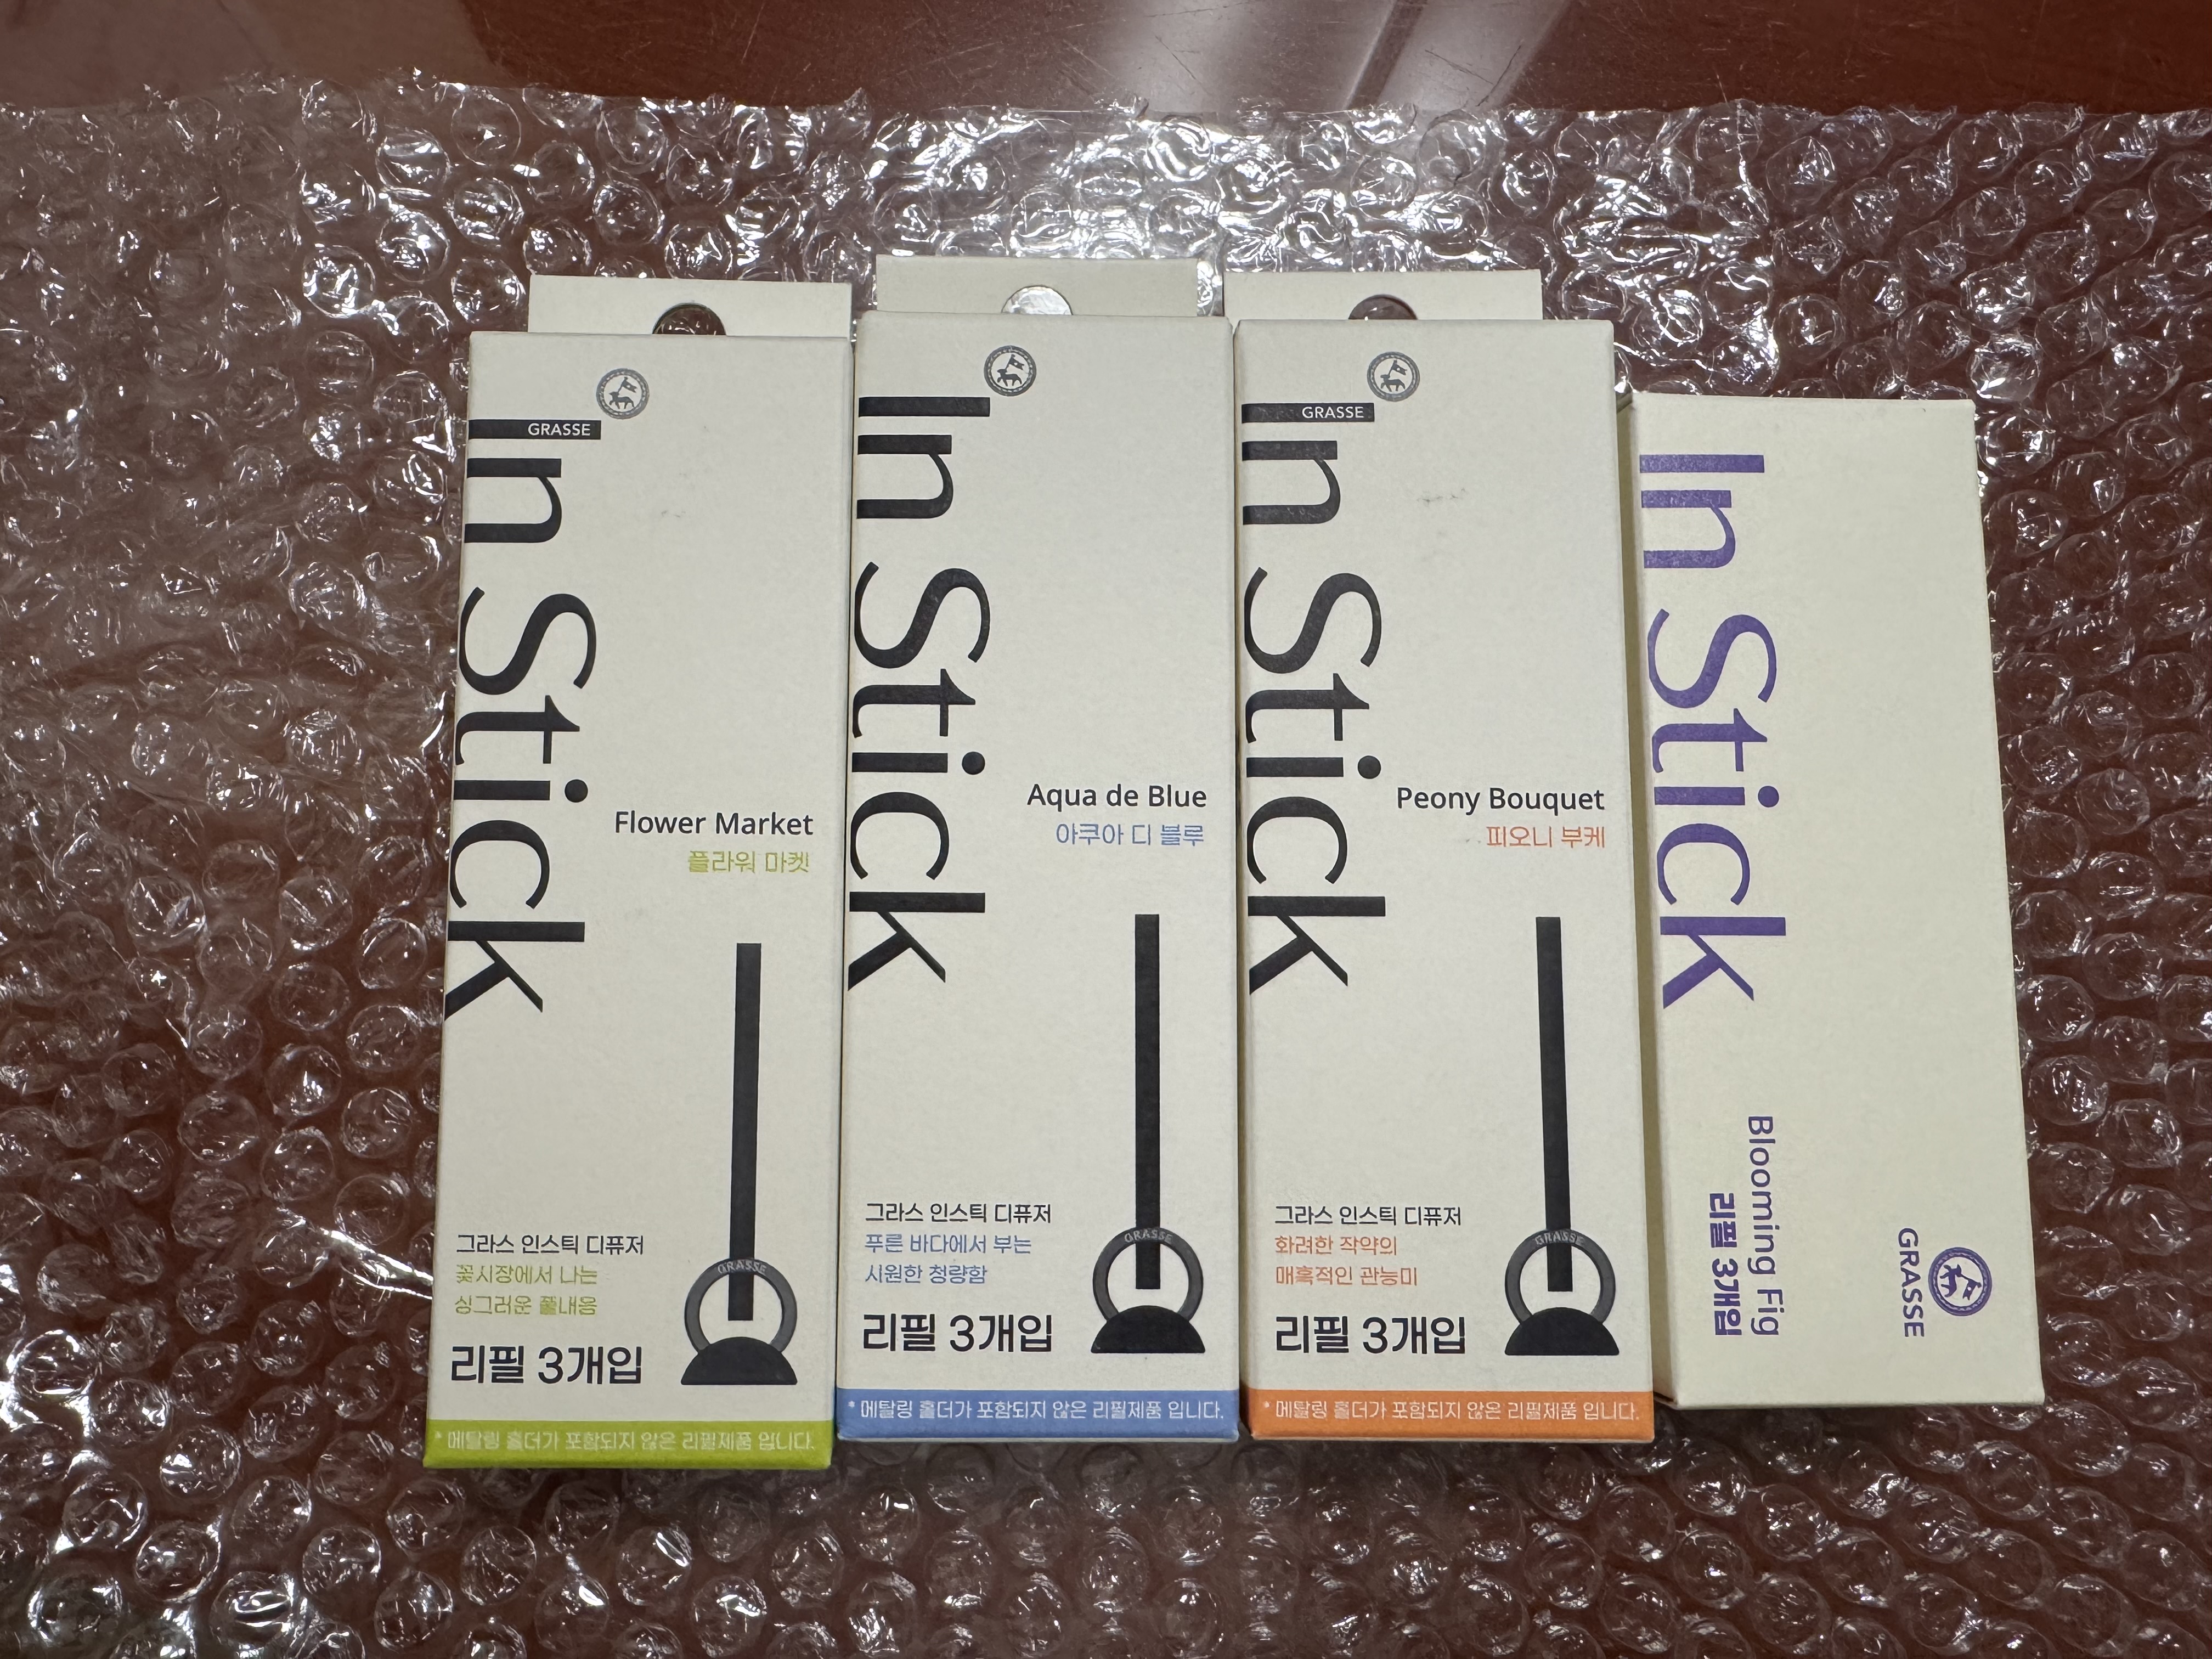 GRASSE
In Stick
Flower Market
플라워 마켓
GRASSE
그라스 인스틱 디퓨저
꽃시장에서 나는
싱그러운 풀내음
리필 3개입
* 메탈링 홀더가 포함되지 않은 리필제품 입니다.
In Stick
Aqua de Blue
아쿠아 디 블루
GRASSE
그라스 인스틱 디퓨저
푸른 바다에서 부는
시원한 청량함
리필 3개입
* 메탈링 홀더가 포함되지 않은 리필제품 입니다.
GRASSE
In Stick
Peony Bouquet
피오니 부케
GRASSE
그라스 인스틱 디퓨저
화려한 작약의
매혹적인 관능미
리필 3개입
* 메탈링 홀더가 포함되지 않은 리필제품 입니다.
In Stick
Blooming Fig
리필 3개입
GRASSE